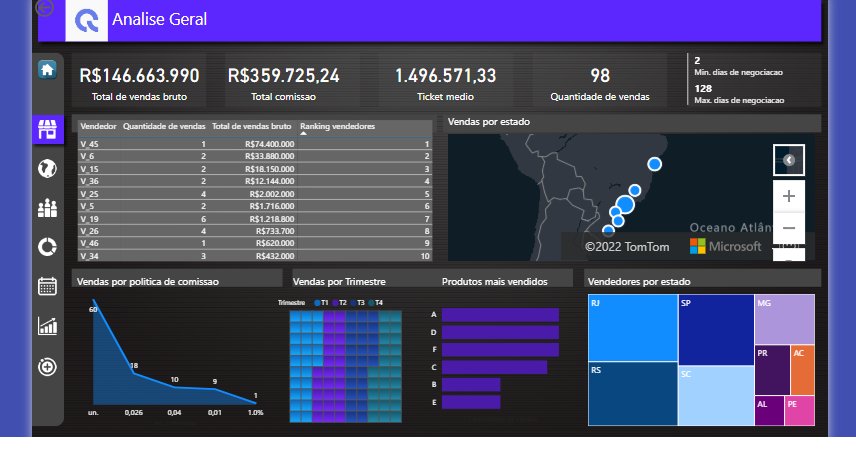 Analise Geral
R$146.663.990
Total de vendas bruto
R$359.725,24
Total comissao
1.496.571,33
Ticket medio
98
Quantidade de vendas
2
Min. dias de negociacao
128
Max. dias de negociacao
Vendedor Quantidade de vendas Total de vendas bruto Ranking vendedores
V_45 1 R$74.400.000 1
V_6 2 R$33.880.000 2
V_15 2 R$18.150.000 3
V_36 2 R$12.144.000 4
V_25 4 R$2.002.000 5
V_5 2 R$1.716.000 6
V_19 6 R$1.218.800 7
V_26 4 R$733.700 8
V_46 1 R$620.000 9
V_34 3 R$432.000 10
Vendas por estado
Oceano Atlân
©2022 TomTom Microsoft
Vendas por politica de comissao
60
18
10
9
1
un. 0,026 0,04 0,01 1.0%
Vendas por Trimestre
Trimestre T1 T2 T3 T4
Produtos mais vendidos
A
D
F
C
B
E
Vendedores por estado
RJ
SP
MG
RS
SC
PR
AC
AL
PE